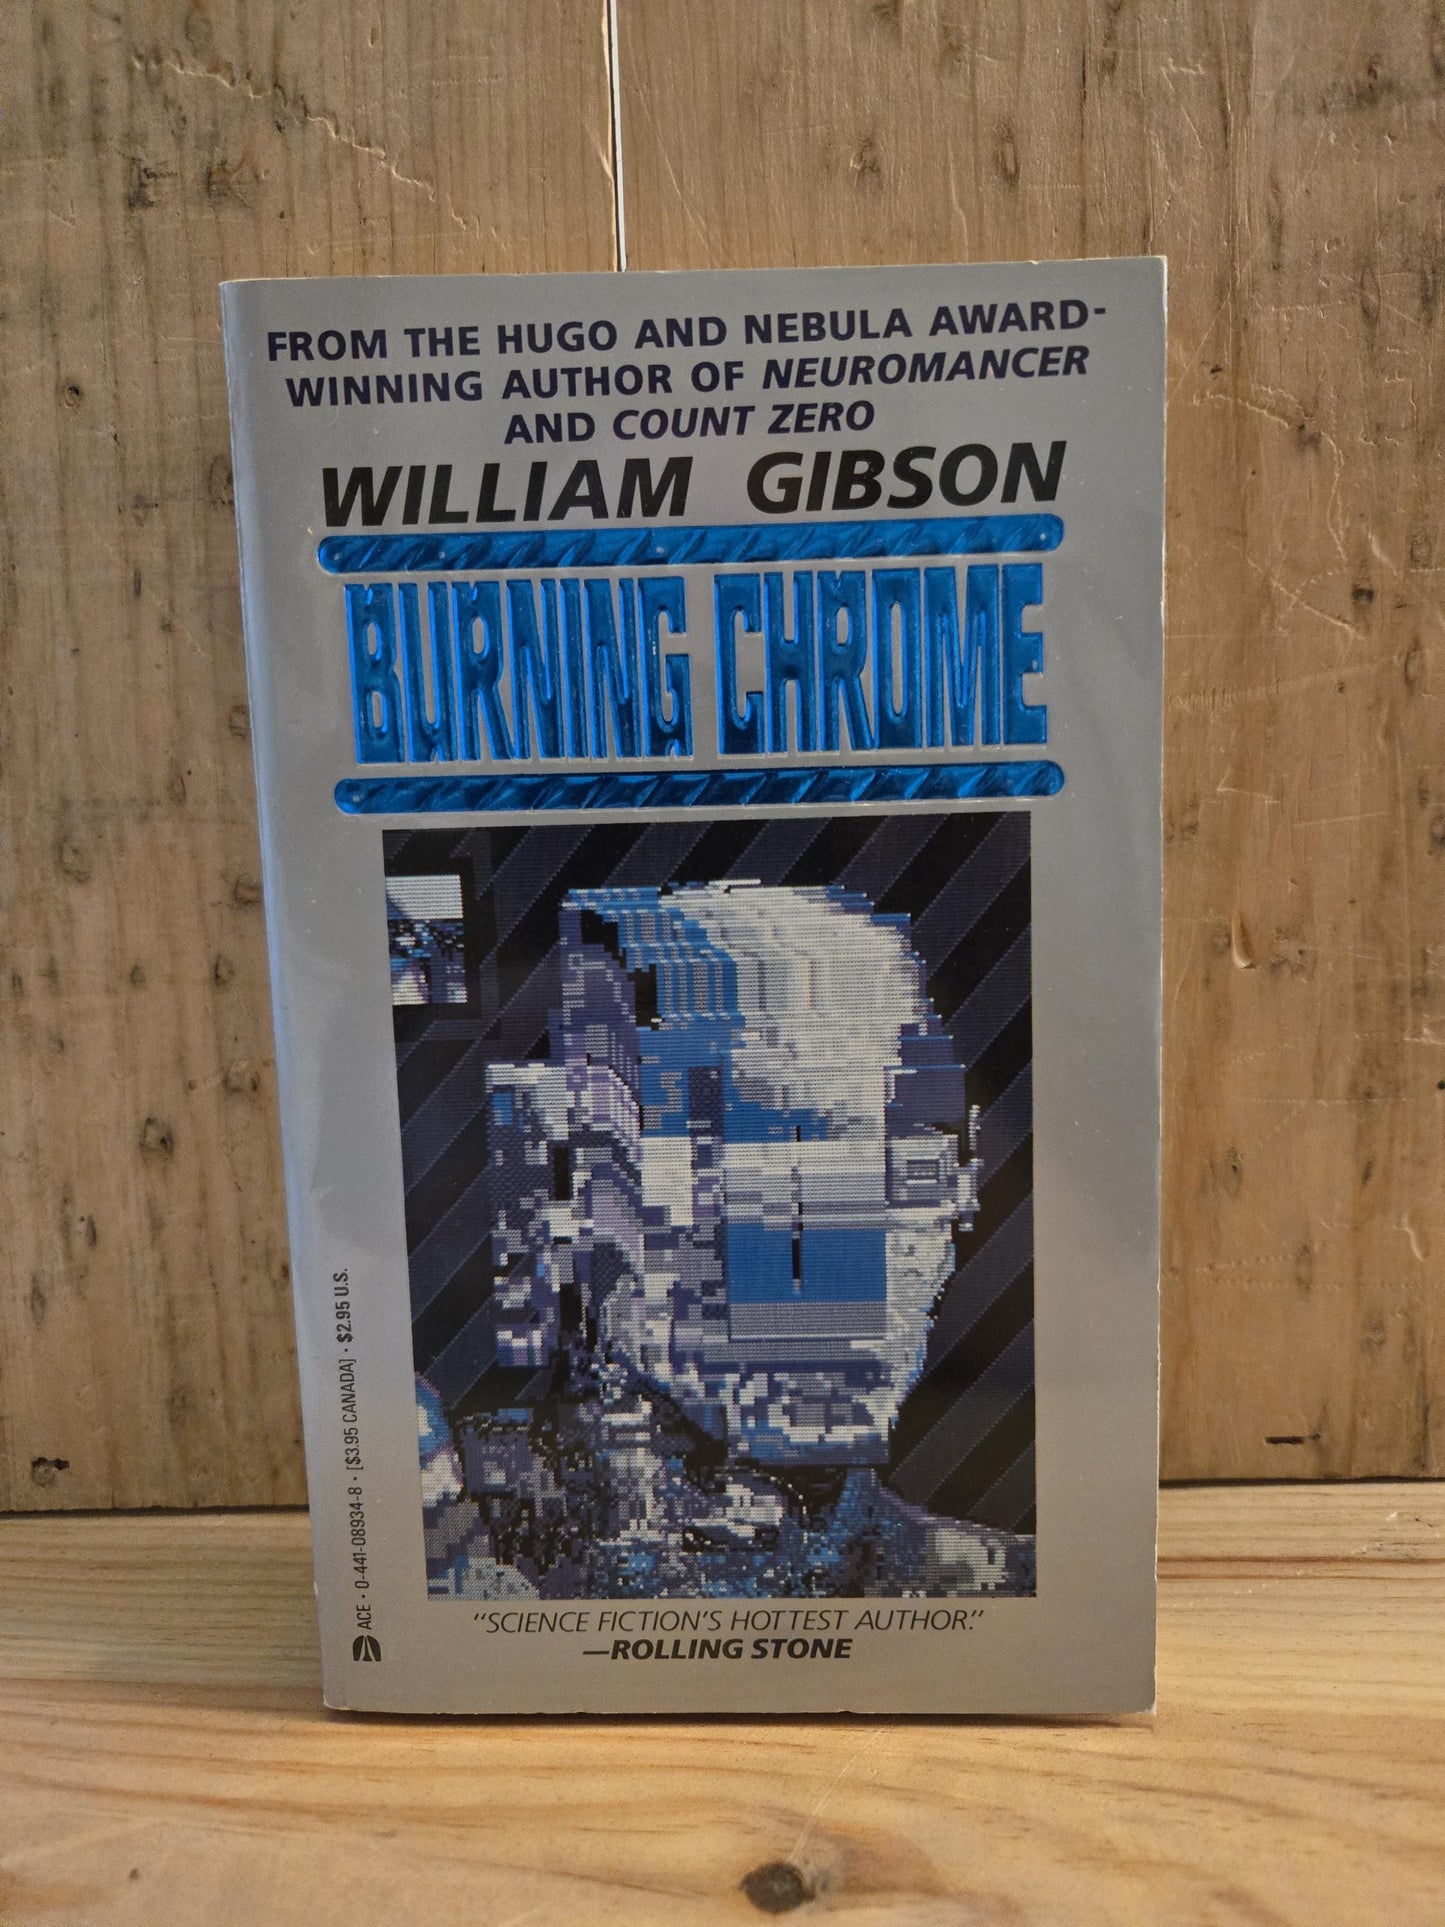 FROM THE HUGO AND NEBULA AWARD-
WINNING AUTHOR OF NEUROMANCER
AND COUNT ZERO
WILLIAM GIBSON
BURNING CHROME
ACE • 0-441-08934-8 • [$3.95 CANADA] • $2.95 U.S.
"SCIENCE FICTION'S HOTTEST AUTHOR."
—ROLLING STONE